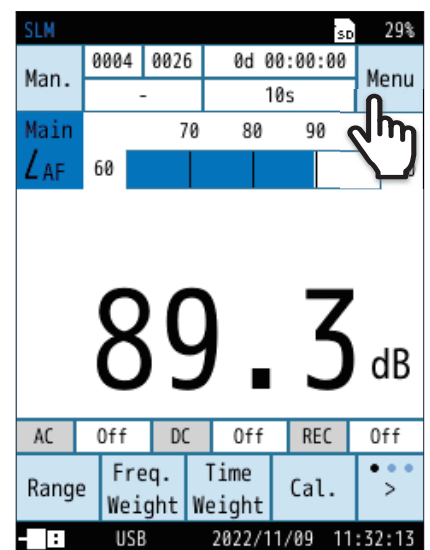 SLM SD 29%
Man. 0004 0026 0d 00:00:00 Menu
- 10s
Main 70 80 90
LAF 60
89.3 dB
AC Off DC Off REC Off
Range Freq. Weight Time Weight Cal. >
USB 2022/11/09 11:32:13